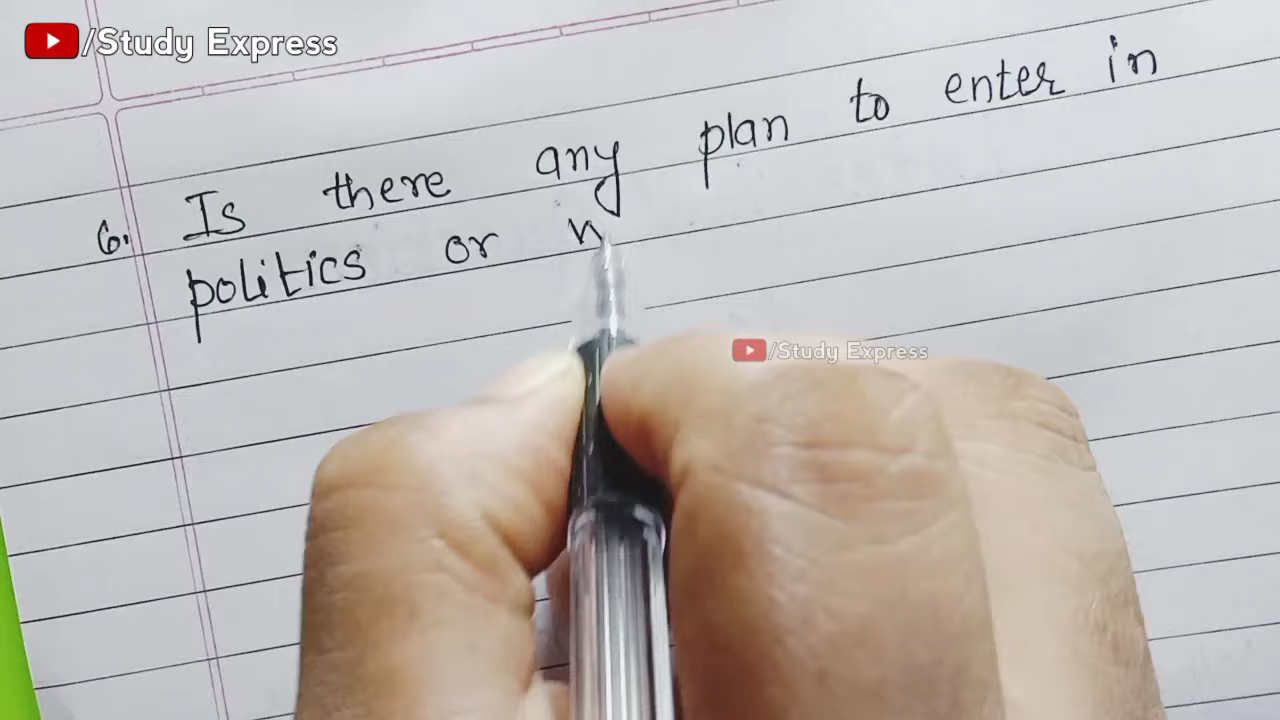 /Study Express
6. Is there any plan to enter in
politics or n
/Study Express